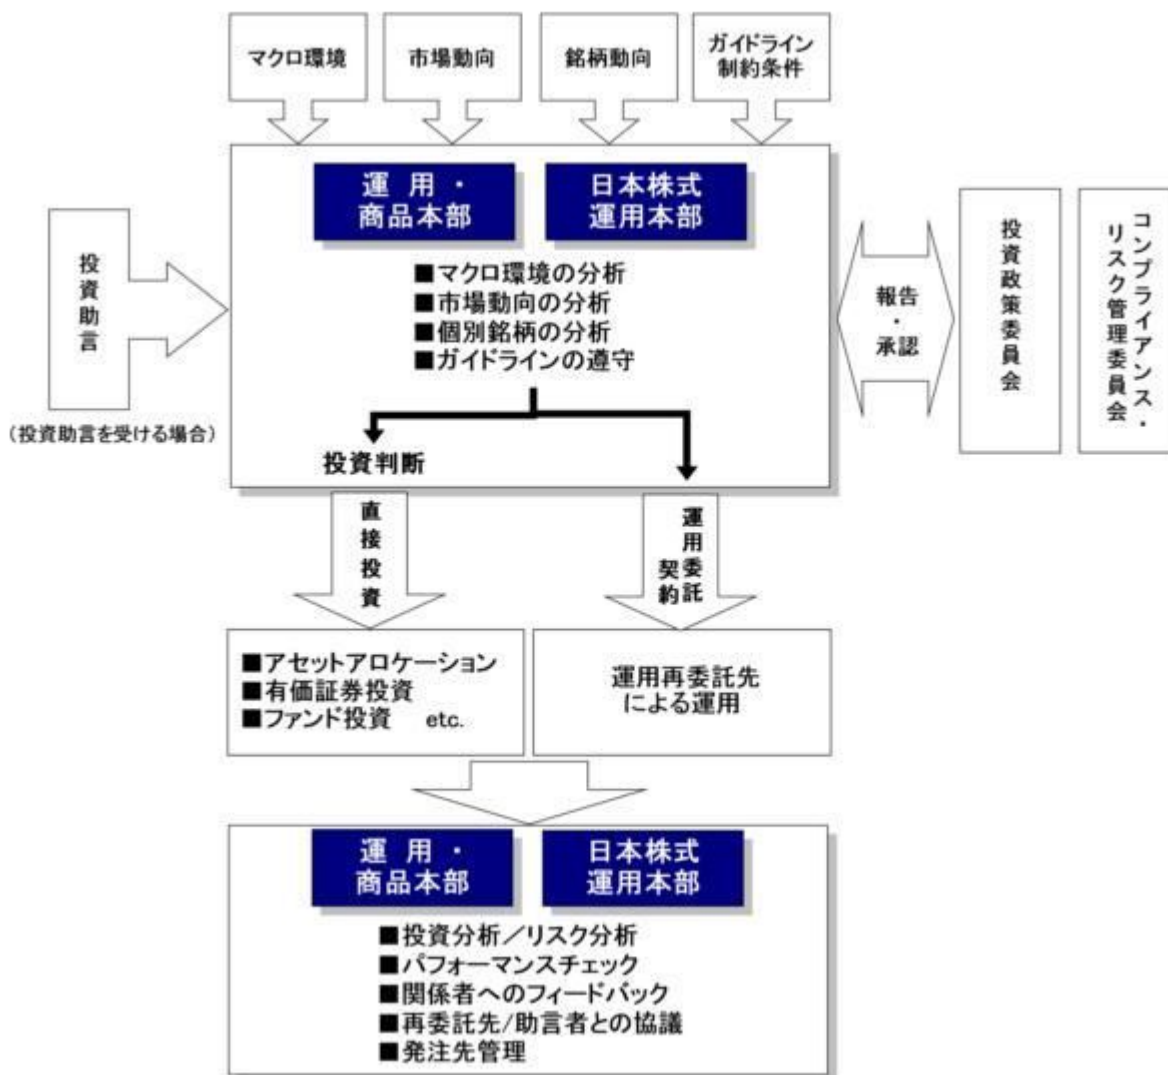 マクロ環境
市場動向
銘柄動向
ガイドライン
制約条件
運 用 ・
商品本部
日本株式
運用本部
■マクロ環境の分析
■市場動向の分析
■個別銘柄の分析
■ガイドラインの遵守
投資助言
(投資助言を受ける場合)
報告
・
承認
投資政策委員会
コンプライアンス・
リスク管理委員会
投資判断
直接投資
運用委託
契約
■アセットアロケーション
■有価証券投資
■ファンド投資 etc.
運用再委託先
による運用
運 用 ・
商品本部
日本株式
運用本部
■投資分析／リスク分析
■パフォーマンスチェック
■関係者へのフィードバック
■再委託先/助言者との協議
■発注先管理